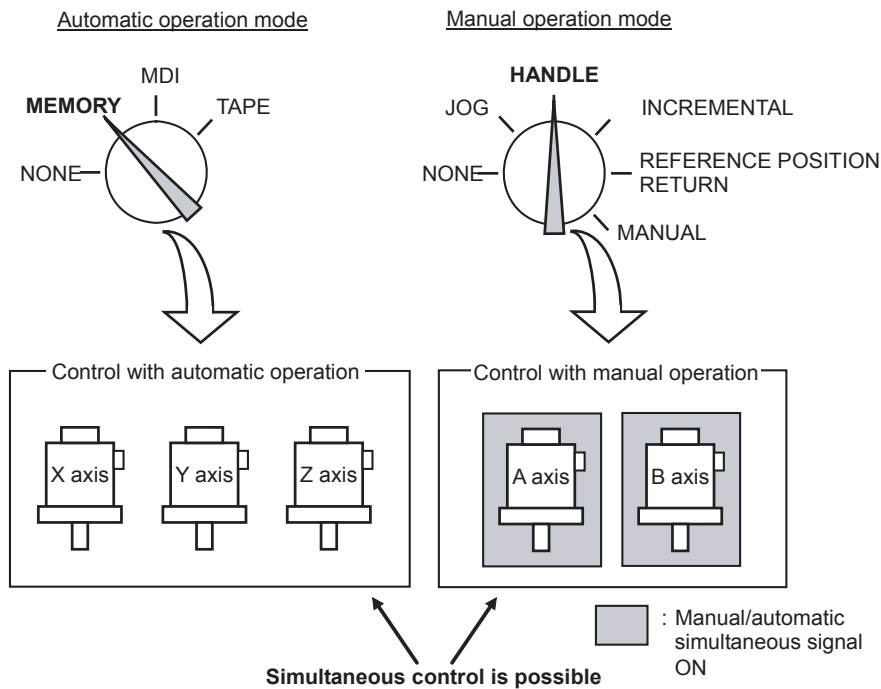 Automatic operation mode
Manual operation mode
MDI
MEMORY
TAPE
NONE
HANDLE
JOG
INCREMENTAL
NONE
REFERENCE POSITION
RETURN
MANUAL
Control with automatic operation
X axis
Y axis
Z axis
Control with manual operation
A axis
B axis
: Manual/automatic
simultaneous signal
ON
Simultaneous control is possible